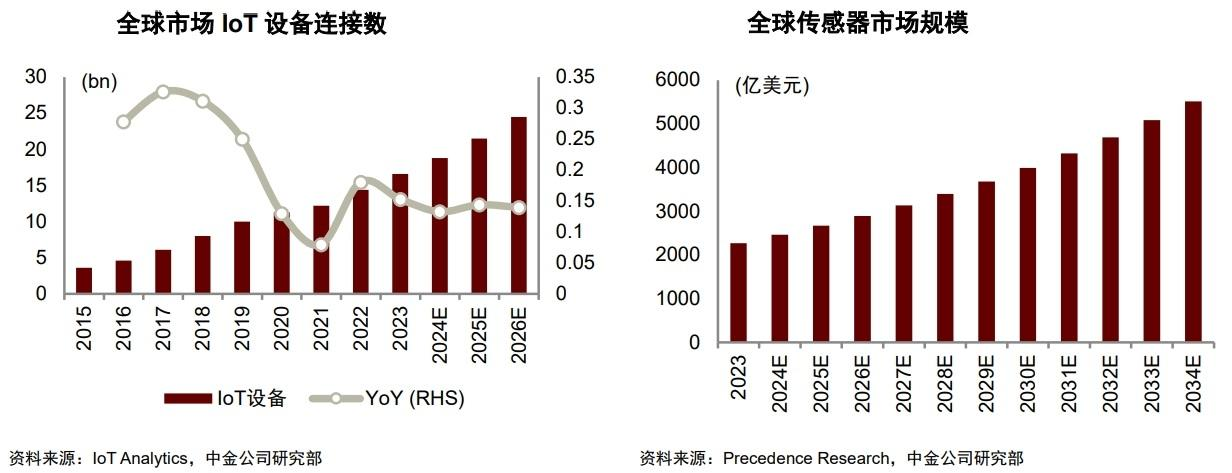 全球市场 IoT 设备连接数
(bn)
30
25
20
15
10
5
0
0.35
0.3
0.25
0.2
0.15
0.1
0.05
0
2015
2016
2017
2018
2019
2020
2021
2022
2023
2024E
2025E
2026E
IoT设备
YoY (RHS)
资料来源：IoT Analytics，中金公司研究部
全球传感器市场规模
(亿美元)
6000
5000
4000
3000
2000
1000
0
2023
2024E
2025E
2026E
2027E
2028E
2029E
2030E
2031E
2032E
2033E
2034E
资料来源：Precedence Research，中金公司研究部